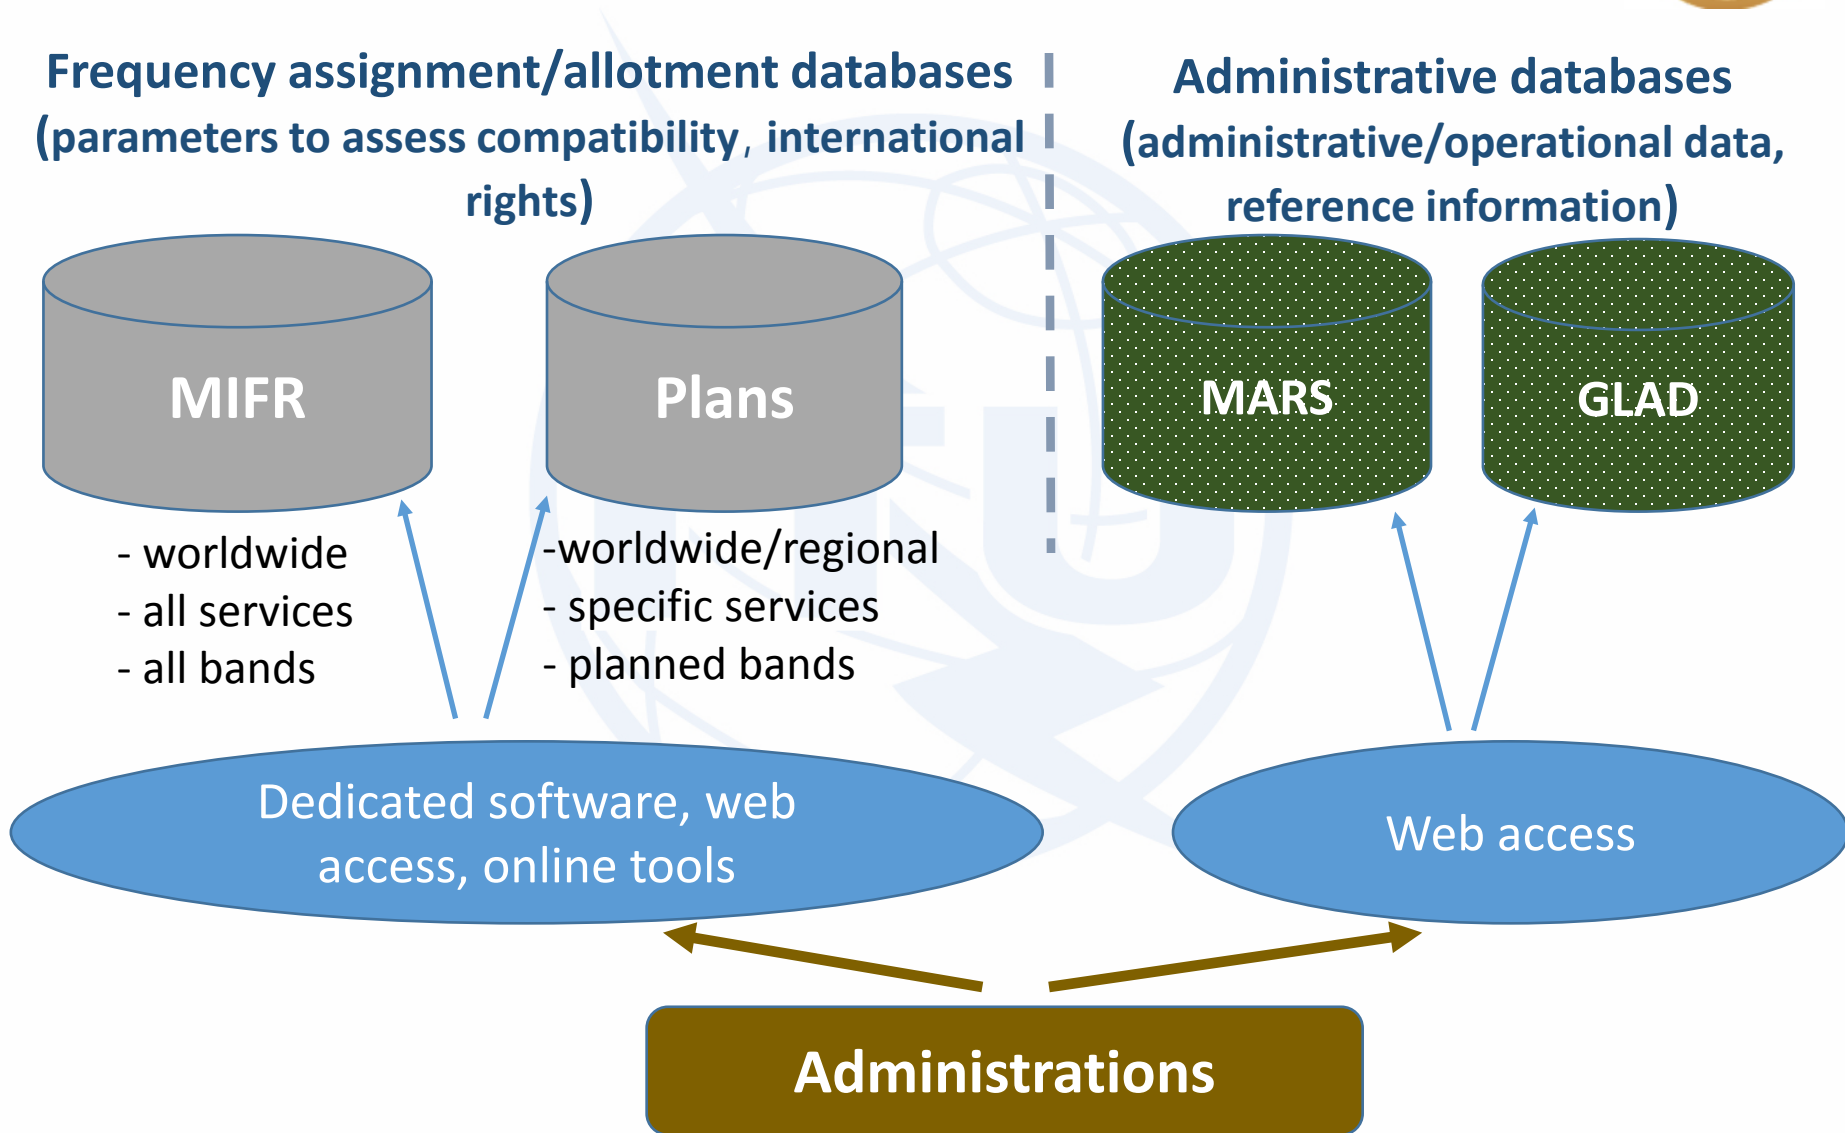 Frequency assignment/allotment databases
(parameters to assess compatibility, international
rights)
Administrative databases
(administrative/operational data,
reference information)
MIFR
Plans
MARS
GLAD
- worldwide
- all services
- all bands
-worldwide/regional
- specific services
- planned bands
Dedicated software, web
access, online tools
Web access
Administrations
ITU